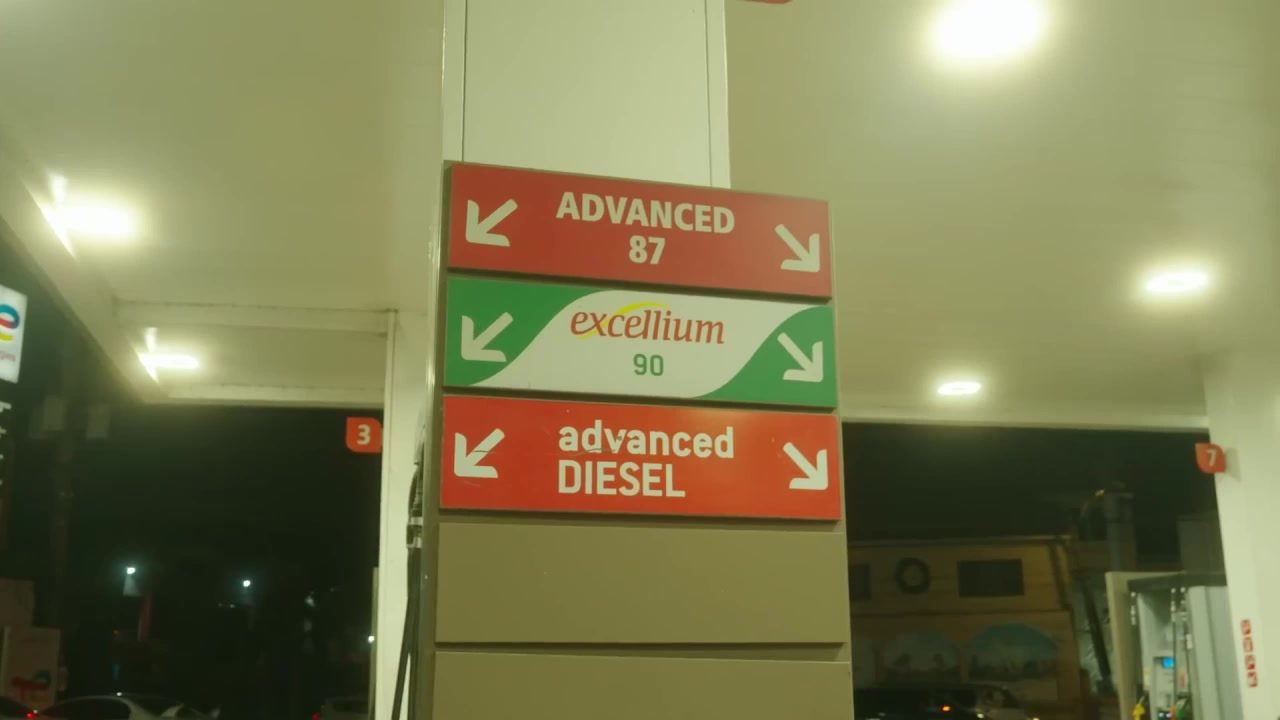 ADVANCED
87
excellium
90
advanced
DIESEL
3
7